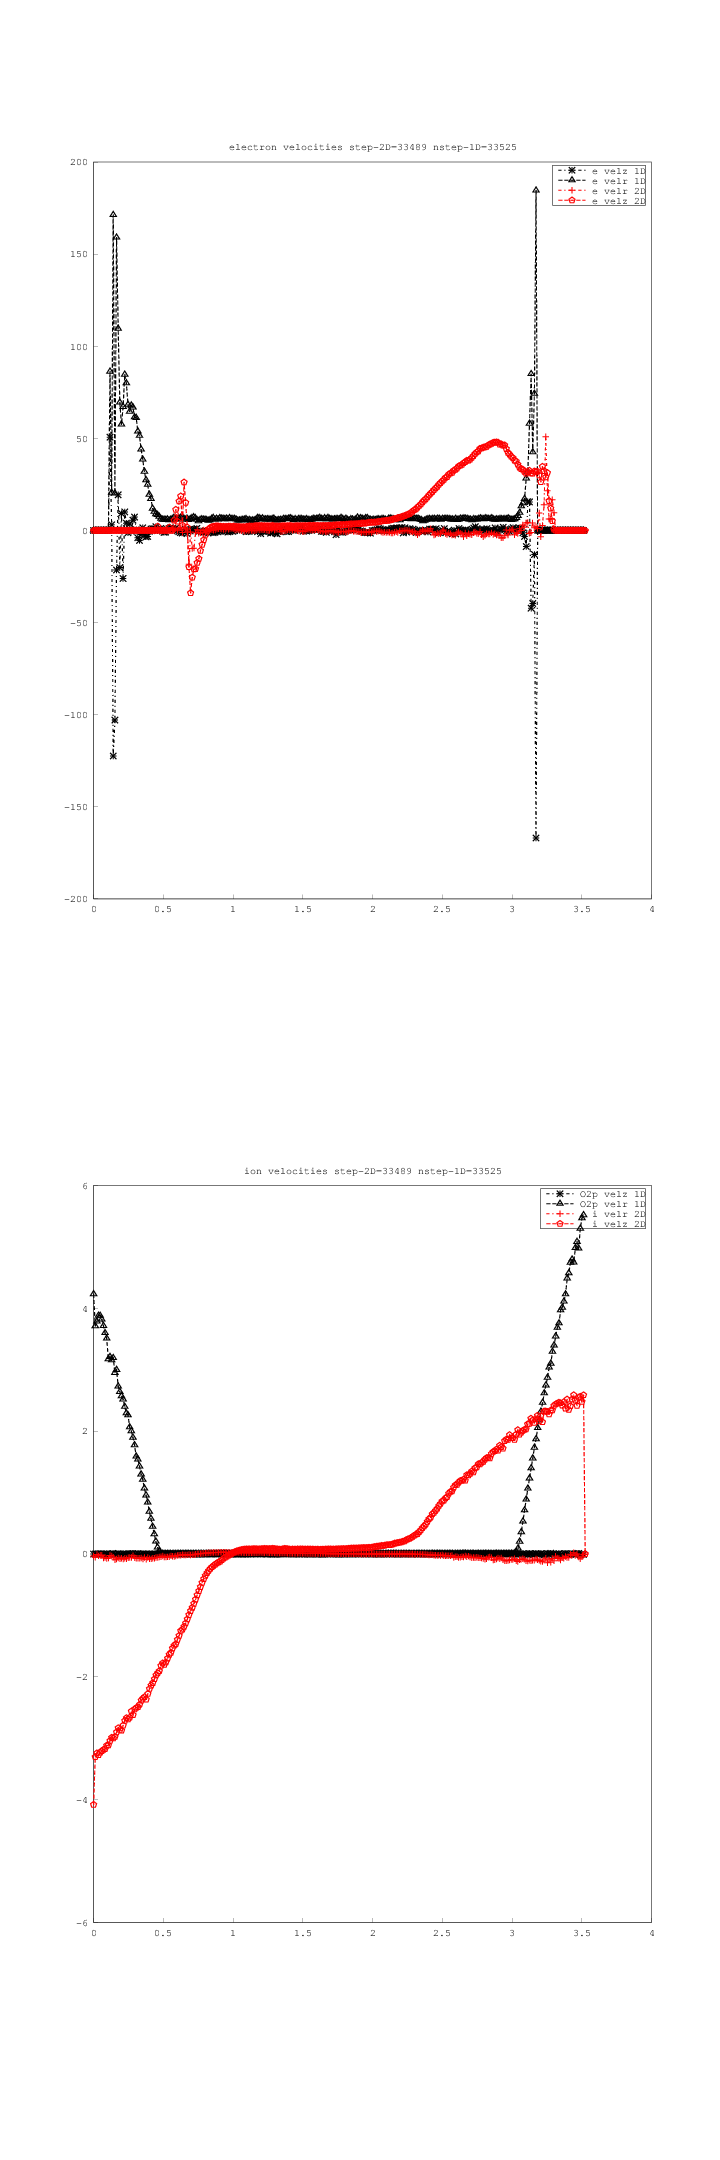 electron velocities step-2D=33489 nstep-1D=33525
200
150
100
50
0
-50
-100
-150
-200
0 0.5 1 1.5 2 2.5 3 3.5 4
e velz 1D
e velr 1D
e velr 2D
e velz 2D
ion velocities step-2D=33489 nstep-1D=33525
6
4
2
0
-2
-4
-6
0 0.5 1 1.5 2 2.5 3 3.5 4
O2p velz 1D
O2p velr 1D
i velr 2D
i velz 2D